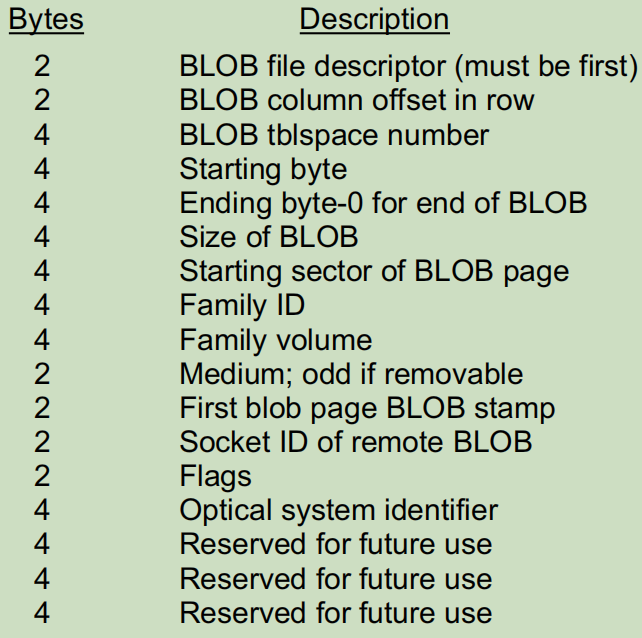 Bytes Description
2 BLOB file descriptor (must be first)
2 BLOB column offset in row
4 BLOB tblspace number
4 Starting byte
4 Ending byte-0 for end of BLOB
4 Size of BLOB
4 Starting sector of BLOB page
4 Family ID
4 Family volume
2 Medium; odd if removable
2 First blob page BLOB stamp
2 Socket ID of remote BLOB
2 Flags
4 Optical system identifier
4 Reserved for future use
4 Reserved for future use
4 Reserved for future use